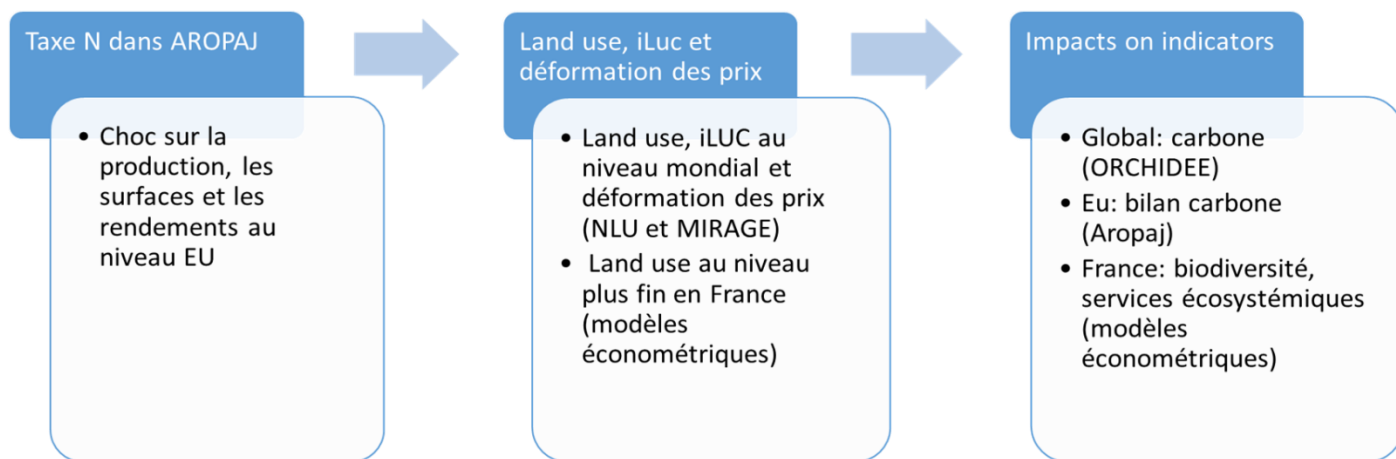 Taxe N dans AROPAJ
• Choc sur la
production, les
surfaces et les
rendements au
niveau EU
Land use, iLuc et
déformation des prix
• Land use, iLUC au
niveau mondial et
déformation des prix
(NLU et MIRAGE)
• Land use au niveau
plus fin en France
(modèles
économétriques)
Impacts on indicators
• Global: carbone
(ORCHIDEE)
• Eu: bilan carbone
(Aropaj)
• France: biodiversité,
services écosystémiques
(modèles
économétriques)